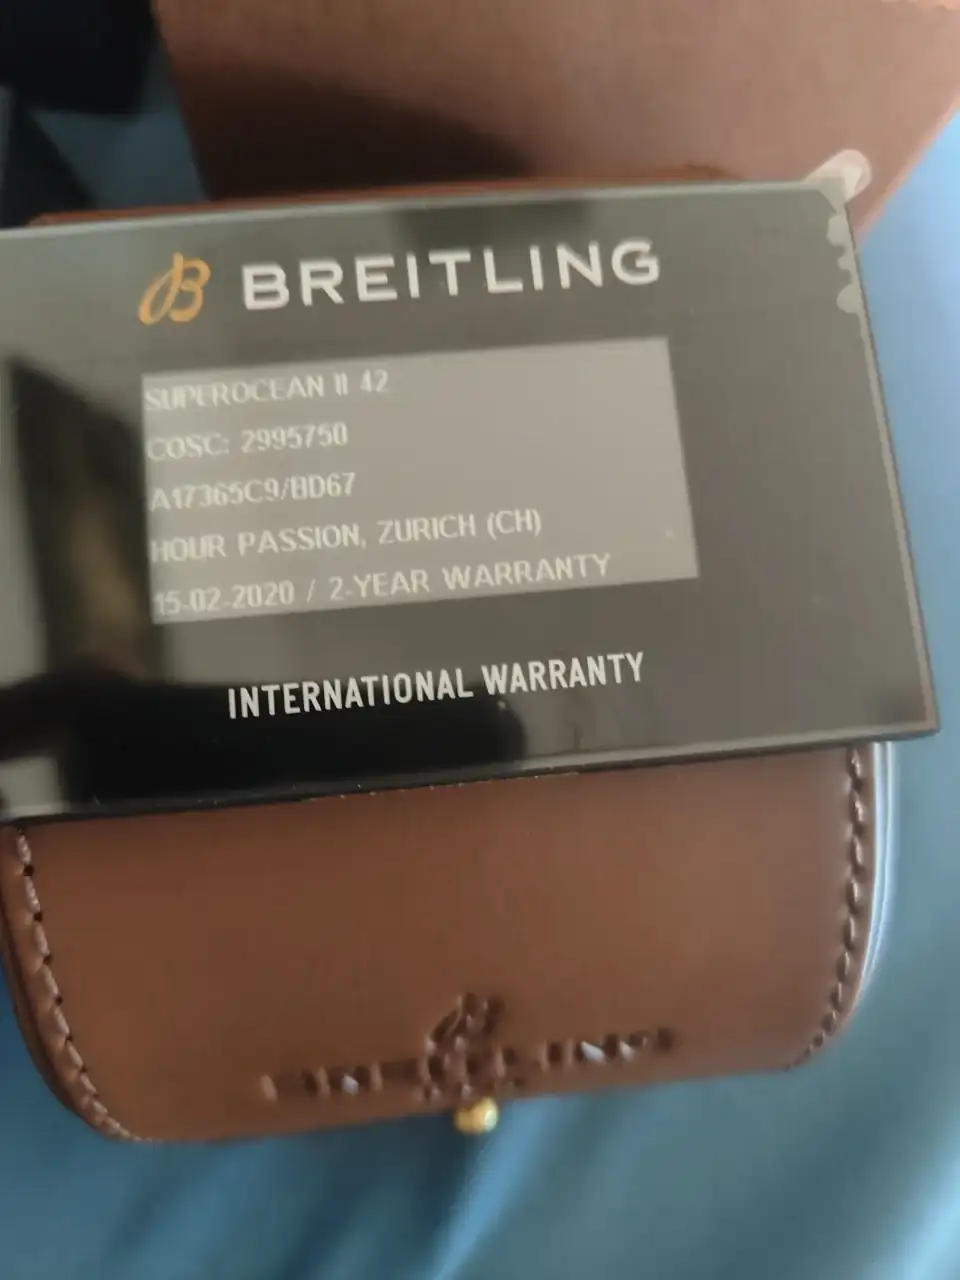 BREITLING
SUPEROCEAN II 42
COSC: 2995750
A17365C9/BD67
HOUR PASSION, ZURICH (CH)
15-02-2020 / 2-YEAR WARRANTY
INTERNATIONAL WARRANTY
BREITLING